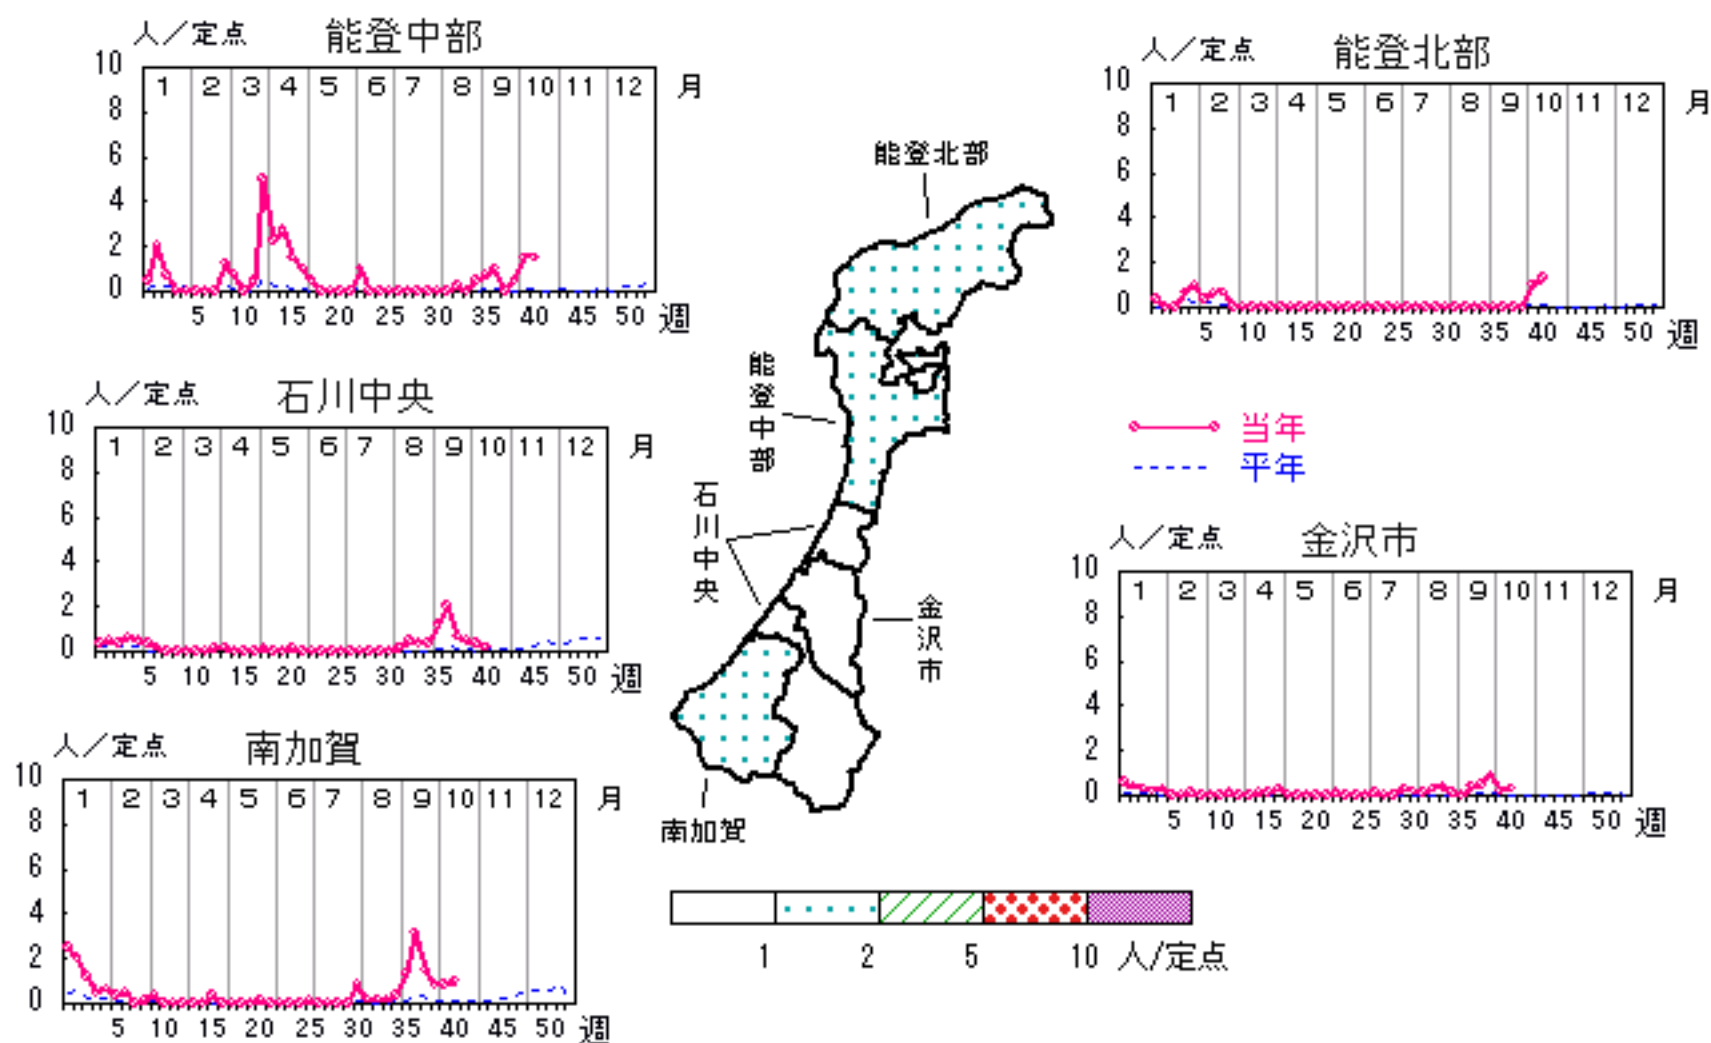 人／定点 能登中部
10 8 6 4 2 0
1 2 3 4 5 6 7 8 9 10 11 12 月
5 10 15 20 25 30 35 40 45 50 週
人／定点 能登北部
10 8 6 4 2 0
1 2 3 4 5 6 7 8 9 10 11 12 月
5 10 15 20 25 30 35 40 45 50 週
人／定点 石川中央
10 8 6 4 2 0
1 2 3 4 5 6 7 8 9 10 11 12 月
5 10 15 20 25 30 35 40 45 50 週
当年
平年
人／定点 金沢市
10 8 6 4 2 0
1 2 3 4 5 6 7 8 9 10 11 12 月
5 10 15 20 25 30 35 40 45 50 週
人／定点 南加賀
10 8 6 4 2 0
1 2 3 4 5 6 7 8 9 10 11 12 月
5 10 15 20 25 30 35 40 45 50 週
能登北部
能登中部
石川中央
金沢市
南加賀
1 2 5 10 人/定点